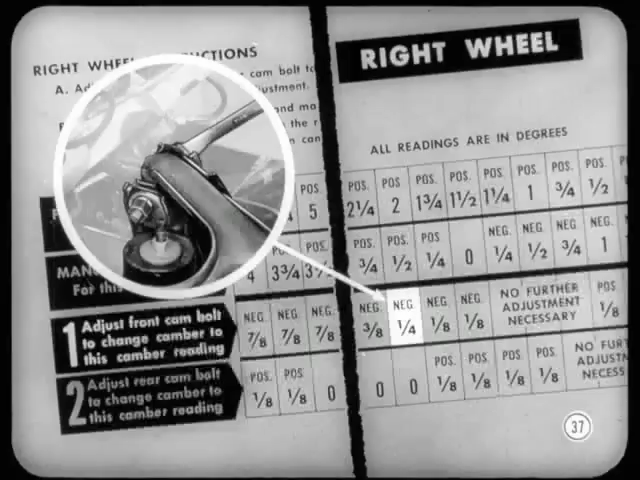 RIGHT WHEEL
RIGHT WHEE UCTIONS
A. Ad cam bolt to
ustment.
and ma
the r
can
ALL READINGS ARE IN DEGREES
POS. 5
POS. 2¼ POS. 2 POS. 1¾ POS. 1½ POS. 1¼ POS. 1 POS. ¾ POS. ½
MANU
For this
4 POS. 3¾ POS.
POS. ¾ POS. ½ POS. ¼ 0 NEG. ¼ NEG. ½ NEG. ¾ NEG. 1
1 Adjust front cam bolt
to change camber to
this camber reading
NEG. ⅞ NEG. ⅞ NEG. ⅞
NEG. ⅜ NEG. ¼ NEG. ⅛ NEG. ⅛ NO FURTHER
ADJUSTMENT
NECESSARY
POS. ⅛
2 Adjust rear cam bolt
to change camber to
this camber reading
POS. ⅛ POS. ⅛ 0
0 0 POS. ⅛ POS. ⅛ POS. ⅛ POS. ⅛ NO FUR
ADJUSTM
NECESS
37